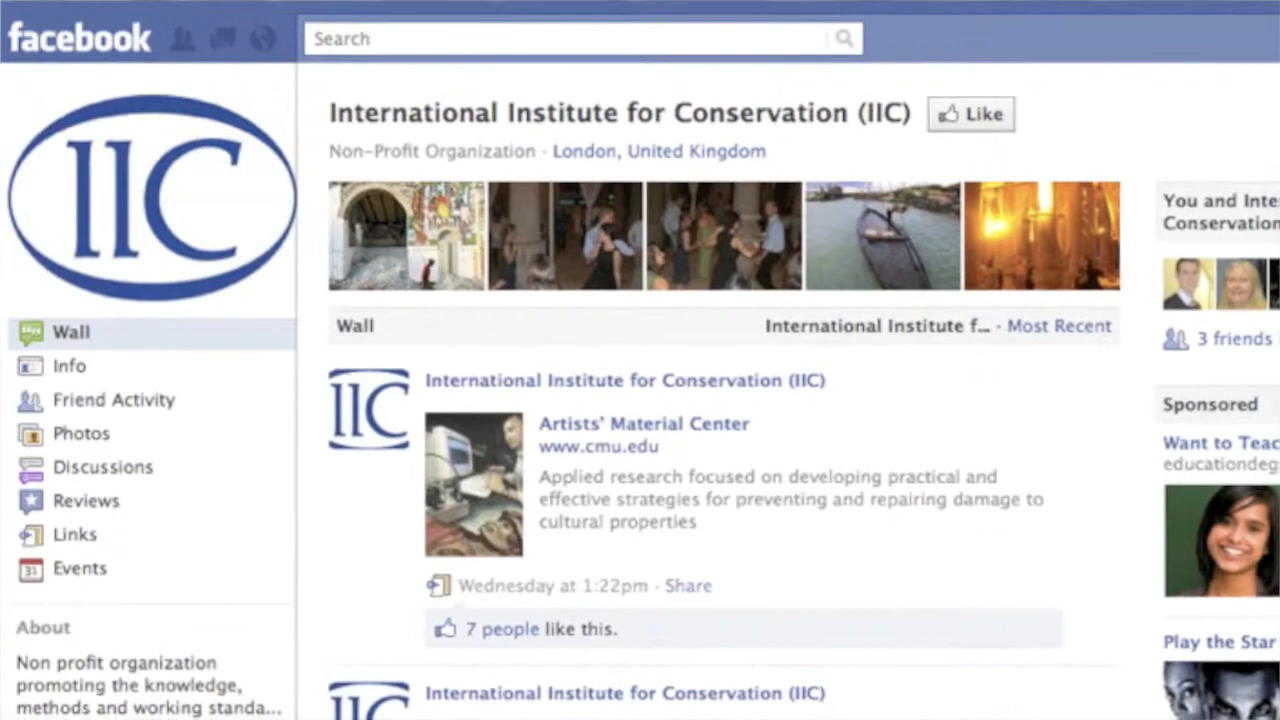 facebook
Search
IIC
International Institute for Conservation (IIC)
Like
Non-Profit Organization · London, United Kingdom
You and Inte
Conservation
3 friends
Wall
Info
Friend Activity
Photos
Discussions
Reviews
Links
31
Events
About
Non profit organization
promoting the knowledge,
methods and working standa...
Wall
International Institute f... · Most Recent
IIC
International Institute for Conservation (IIC)
Artists' Material Center
www.cmu.edu
Applied research focused on developing practical and
effective strategies for preventing and repairing damage to
cultural properties
Wednesday at 1:22pm · Share
7 people like this.
IIC
International Institute for Conservation (IIC)
Sponsored
Want to Teac
educationdeg
Play the Star